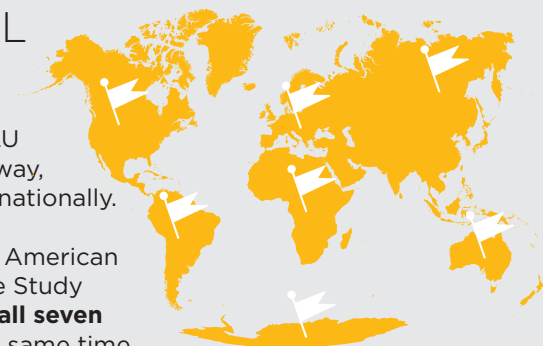 L
U
way,
nationally.
American
e Study
all seven
same time